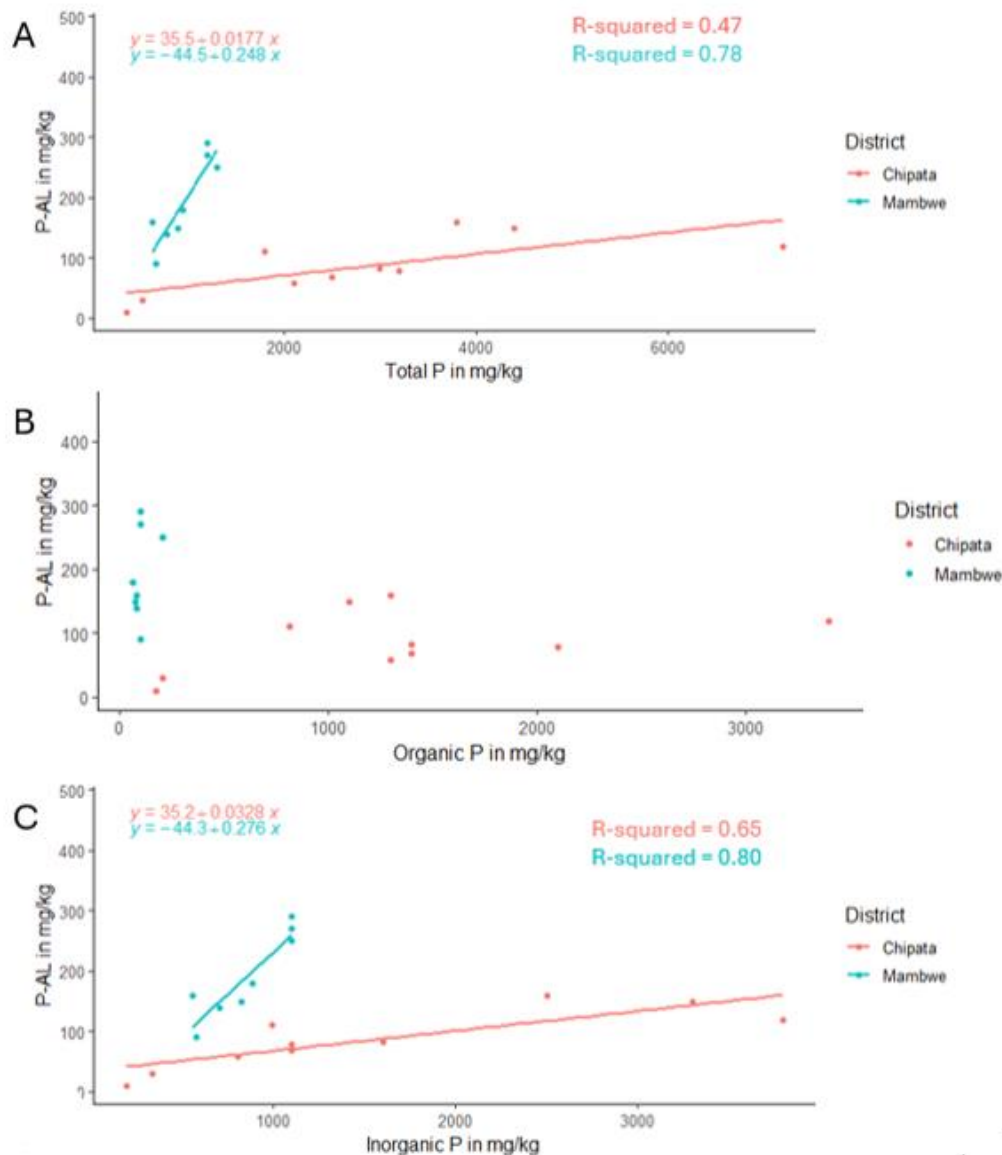 A
500
400
300
200
100
0
P-AL in mg/kg
y = 35.5 + 0.0177 x
y = −44.5 + 0.248 x
R-squared = 0.47
R-squared = 0.78
District
Chipata
Mambwe
2000 4000 6000
Total P in mg/kg
B
400
300
200
100
0
P-AL in mg/kg
District
Chipata
Mambwe
0 1000 2000 3000
Organic P in mg/kg
C
500
400
300
200
100
0
P-AL in mg/kg
y = 35.2 + 0.0328 x
y = −44.3 + 0.276 x
R-squared = 0.65
R-squared = 0.80
District
Chipata
Mambwe
1000 2000 3000
Inorganic P in mg/kg